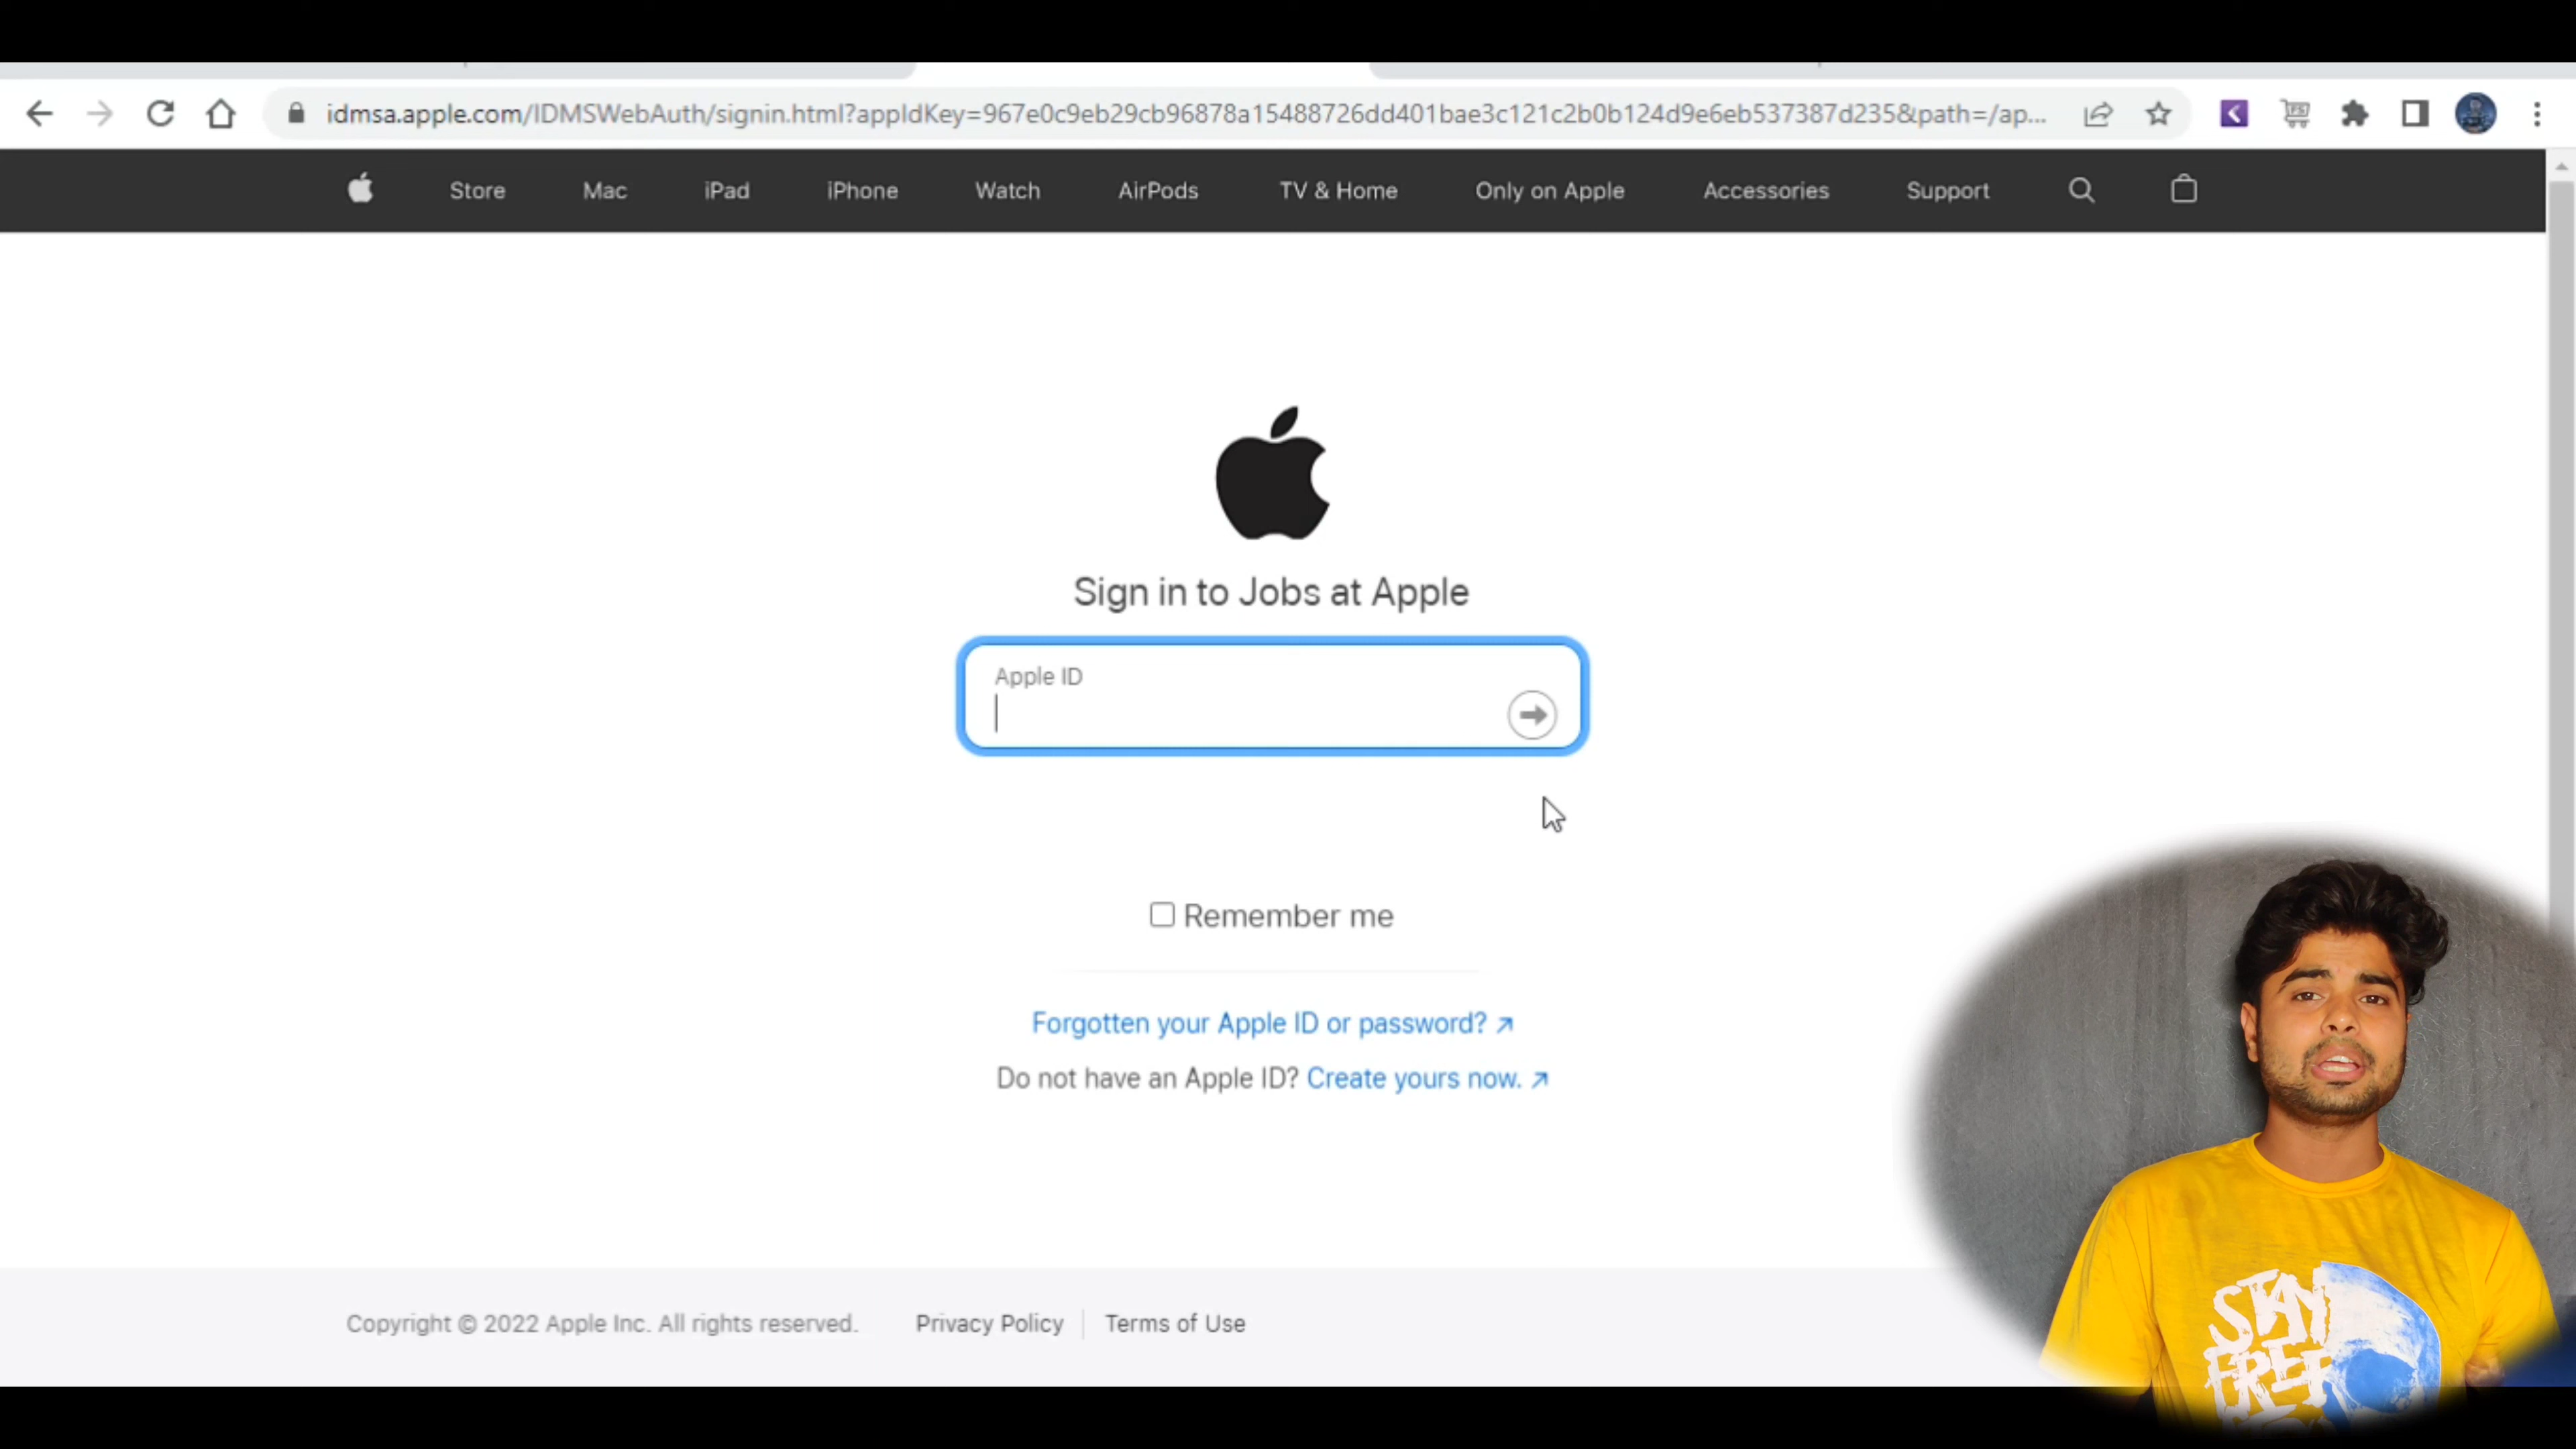 idmsa.apple.com/IDMSWebAuth/signin.html?appIdKey=967e0c9eb29cb96878a15488726dd401bae3c121c2b0b124d9e6eb537387d235&path=/ap...
Store Mac iPad iPhone Watch AirPods TV & Home Only on Apple Accessories Support
Sign in to Jobs at Apple
Apple ID
Remember me
Forgotten your Apple ID or password?
Do not have an Apple ID? Create yours now.
Copyright © 2022 Apple Inc. All rights reserved. Privacy Policy Terms of Use
STAY
FREE